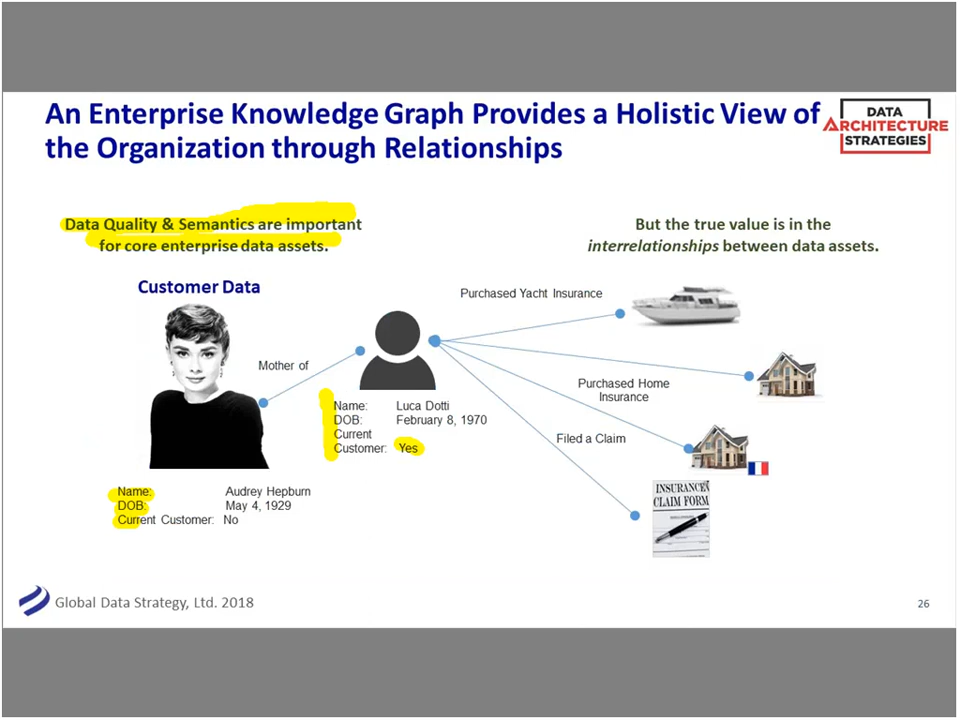 An Enterprise Knowledge Graph Provides a Holistic View of
the Organization through Relationships
DATA
ARCHITECTURE
STRATEGIES
Data Quality & Semantics are important
for core enterprise data assets.
But the true value is in the
interrelationships between data assets.
Customer Data
Purchased Yacht Insurance
Mother of
Purchased Home
Insurance
Name: Luca Dotti
DOB: February 8, 1970
Current
Customer: Yes
Filed a Claim
Name: Audrey Hepburn
DOB: May 4, 1929
Current Customer: No
INSURANCE
CLAIM FORM
Global Data Strategy, Ltd. 2018
26